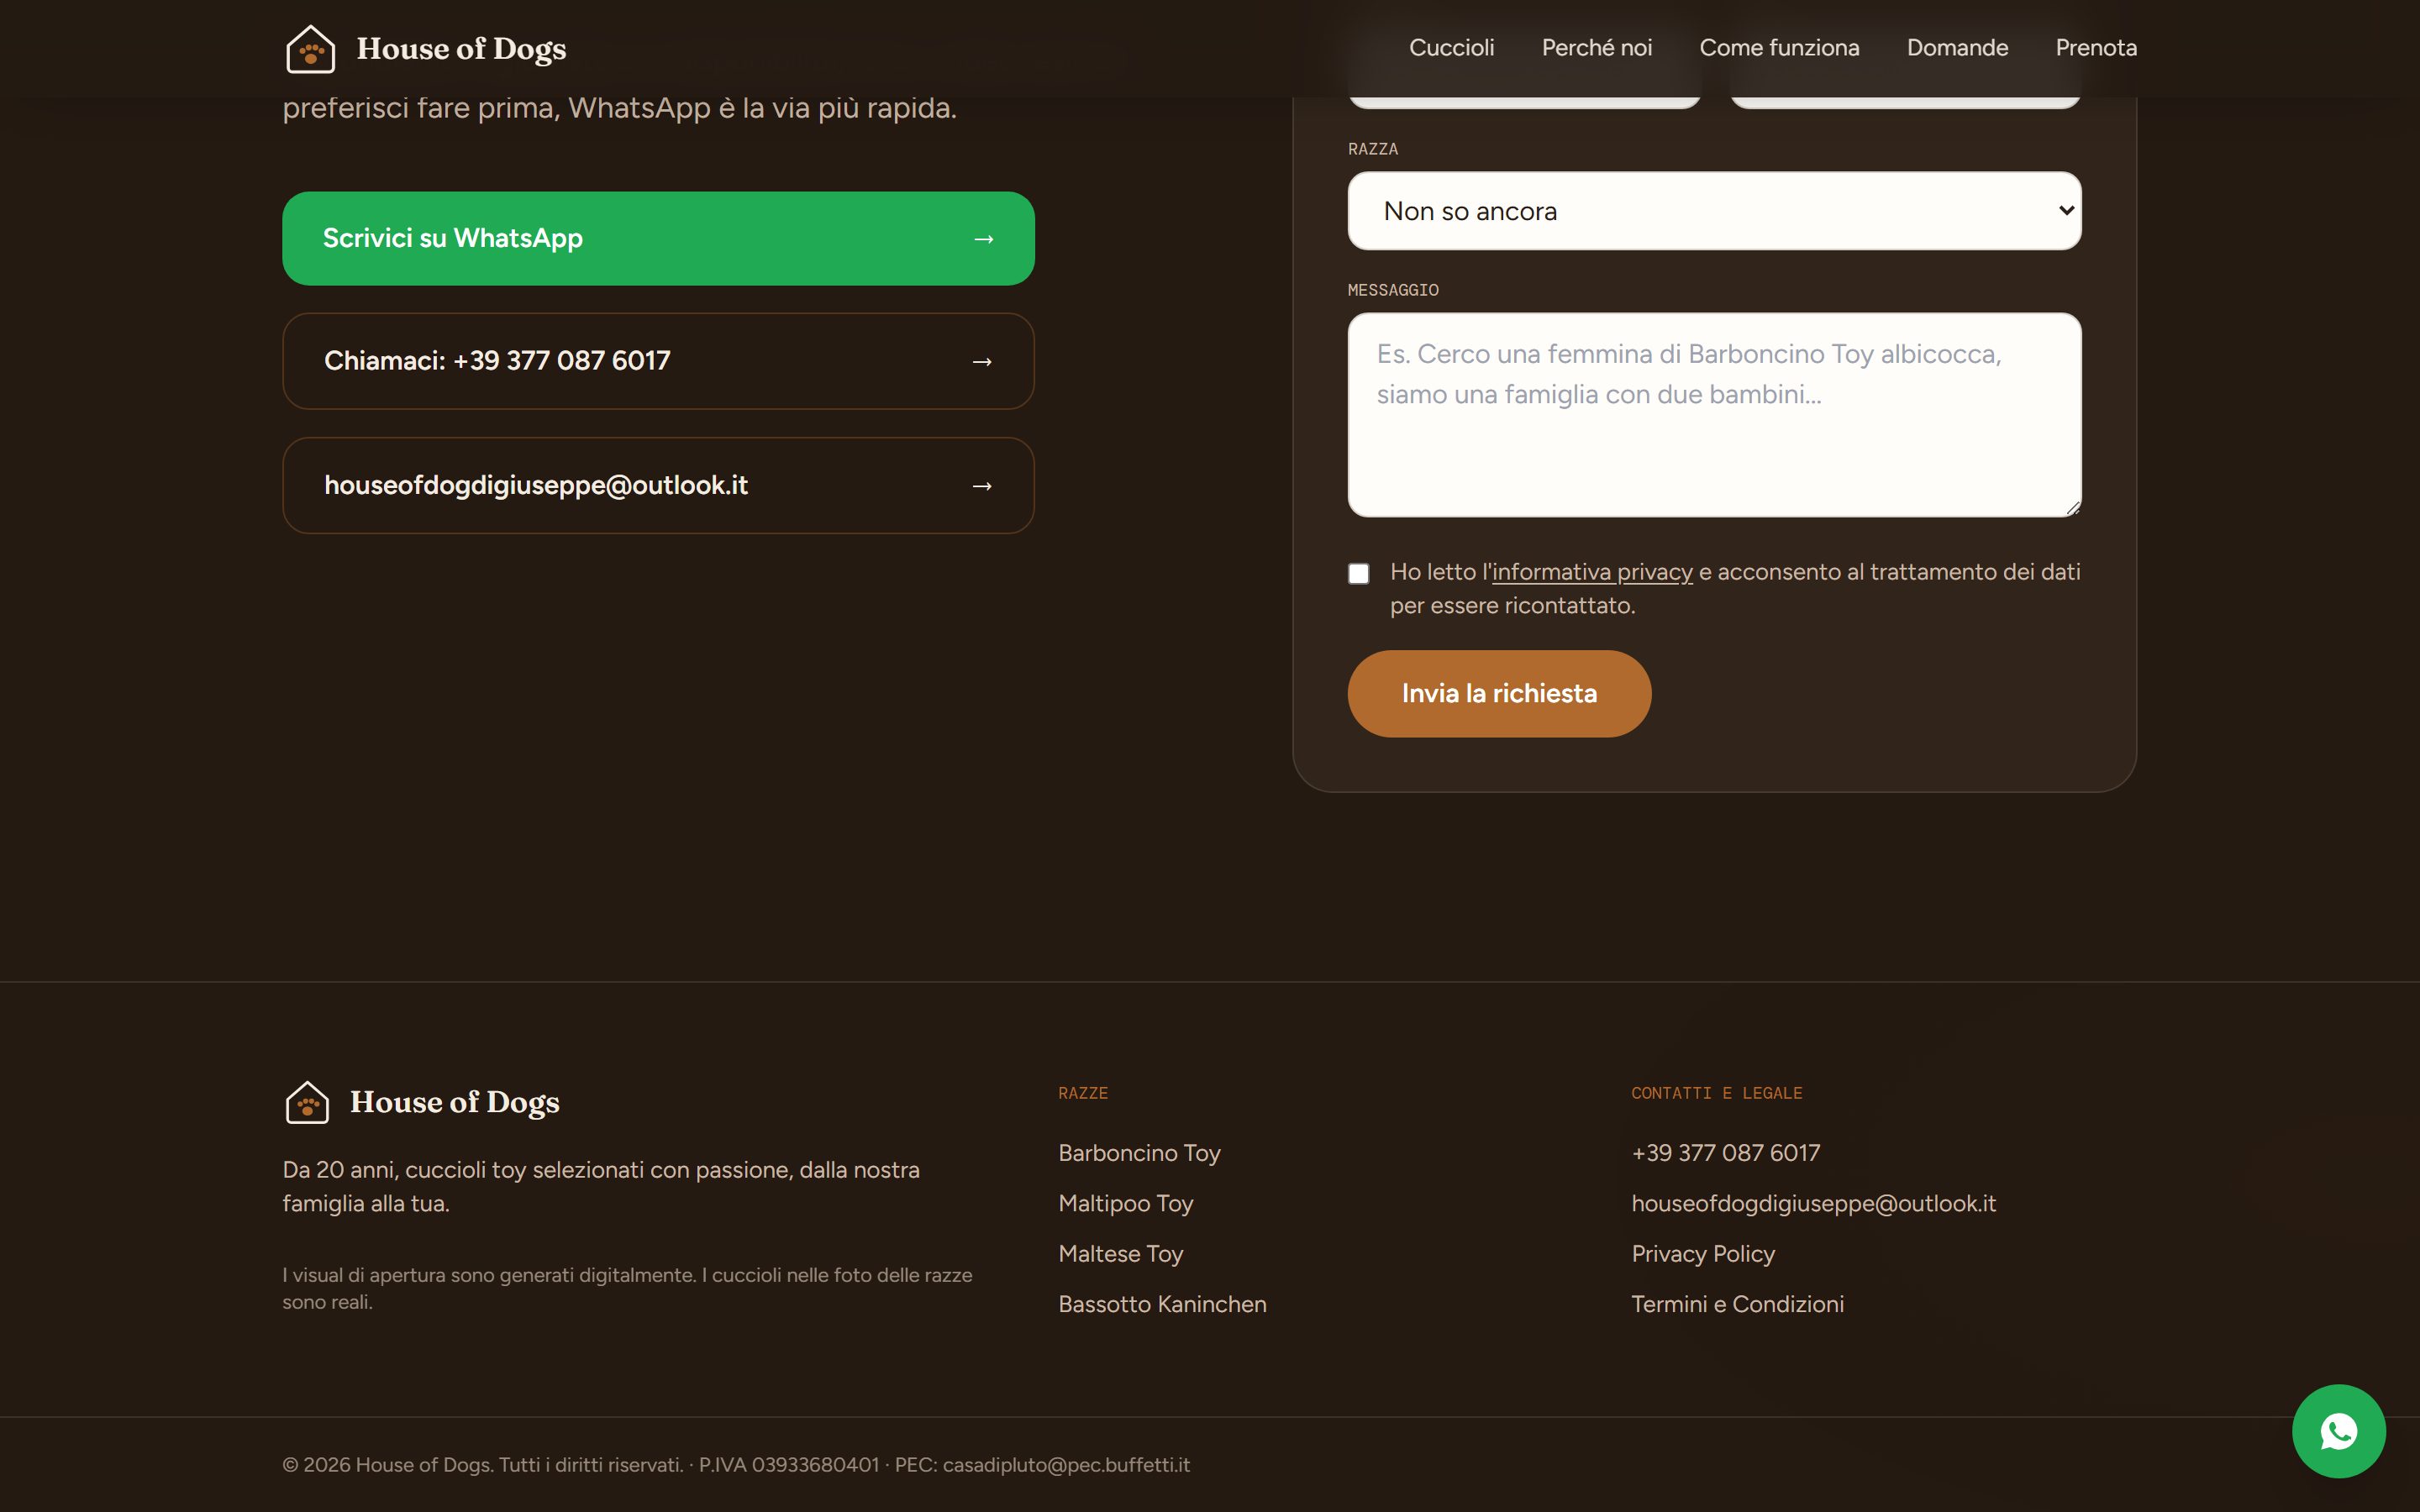 House of Dogs
Cuccioli
Perché noi
Come funziona
Domande
Prenota
preferisci fare prima, WhatsApp è la via più rapida.
Scrivici su WhatsApp →
Chiamaci: +39 377 087 6017 →
houseofdogdigiuseppe@outlook.it →
RAZZA
Non so ancora
MESSAGGIO
Es. Cerco una femmina di Barboncino Toy albicocca,
siamo una famiglia con due bambini...
Ho letto l'informativa privacy e acconsento al trattamento dei dati
per essere ricontattato.
Invia la richiesta
House of Dogs
Da 20 anni, cuccioli toy selezionati con passione, dalla nostra
famiglia alla tua.
I visual di apertura sono generati digitalmente. I cuccioli nelle foto delle razze
sono reali.
RAZZE
Barboncino Toy
Maltipoo Toy
Maltese Toy
Bassotto Kaninchen
CONTATTI E LEGALE
+39 377 087 6017
houseofdogdigiuseppe@outlook.it
Privacy Policy
Termini e Condizioni
© 2026 House of Dogs. Tutti i diritti riservati. · P.IVA 03933680401 · PEC: casadipluto@pec.buffetti.it